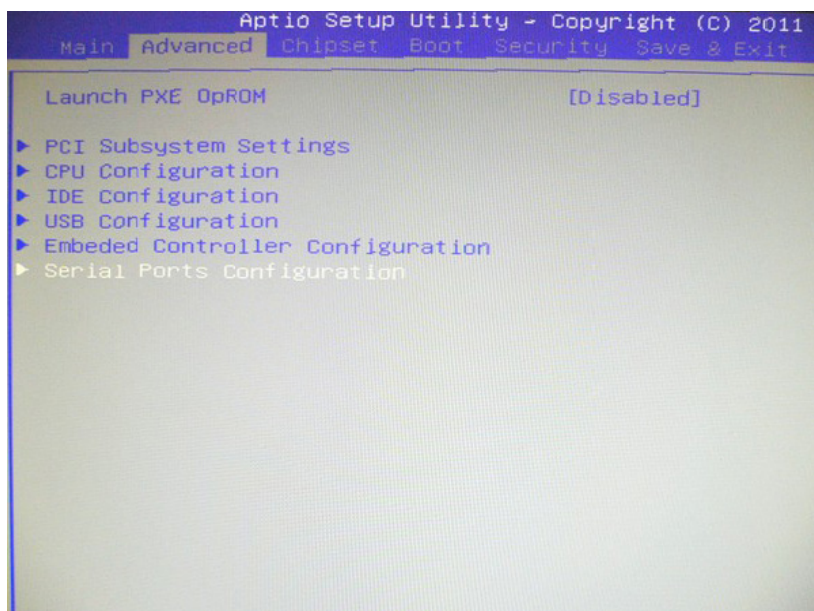 Aptio Setup Utility - Copyright (C) 2011
Main Advanced Chipset Boot Security Save & Exit
Launch PXE OpROM [Disabled]
PCI Subsystem Settings
CPU Configuration
IDE Configuration
USB Configuration
Embeded Controller Configuration
Serial Ports Configuration